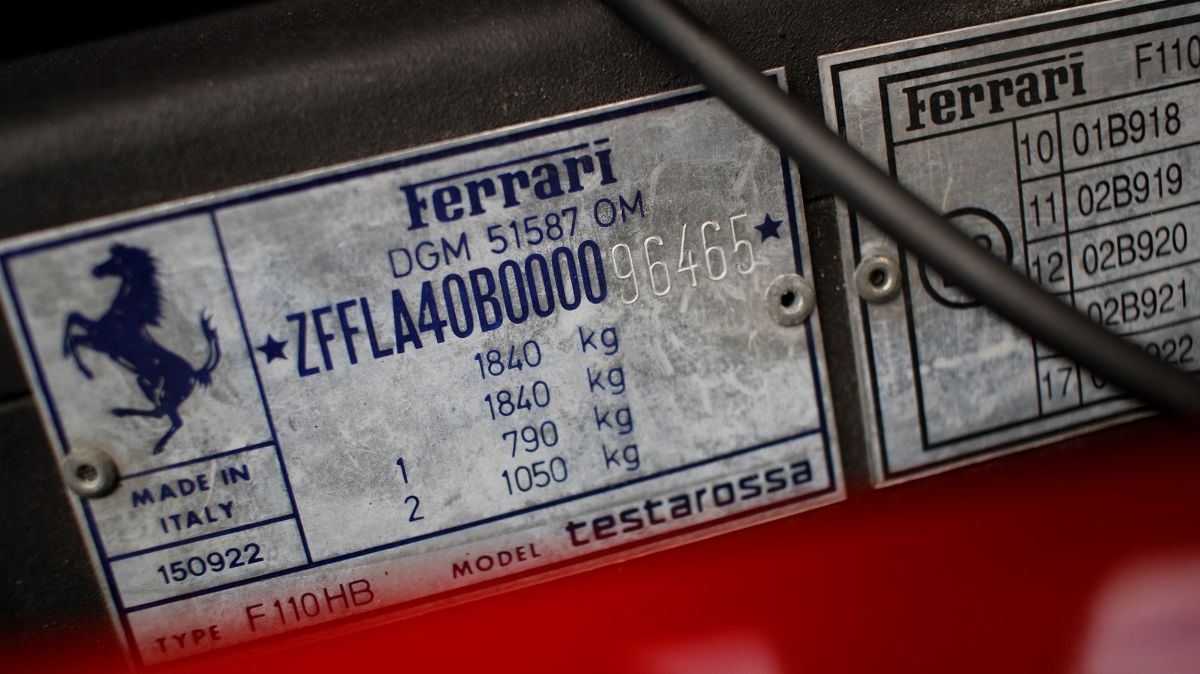 Ferrari
DGM 51587 OM
★ZFFLA40B000096465★
1840 kg
1840 kg
1 790 kg
2 1050 kg
MADE IN
ITALY
150922
TYPE F110HB MODEL testarossa
Ferrari F110
10 01B918
11 02B919
12 02B920
02B921
17